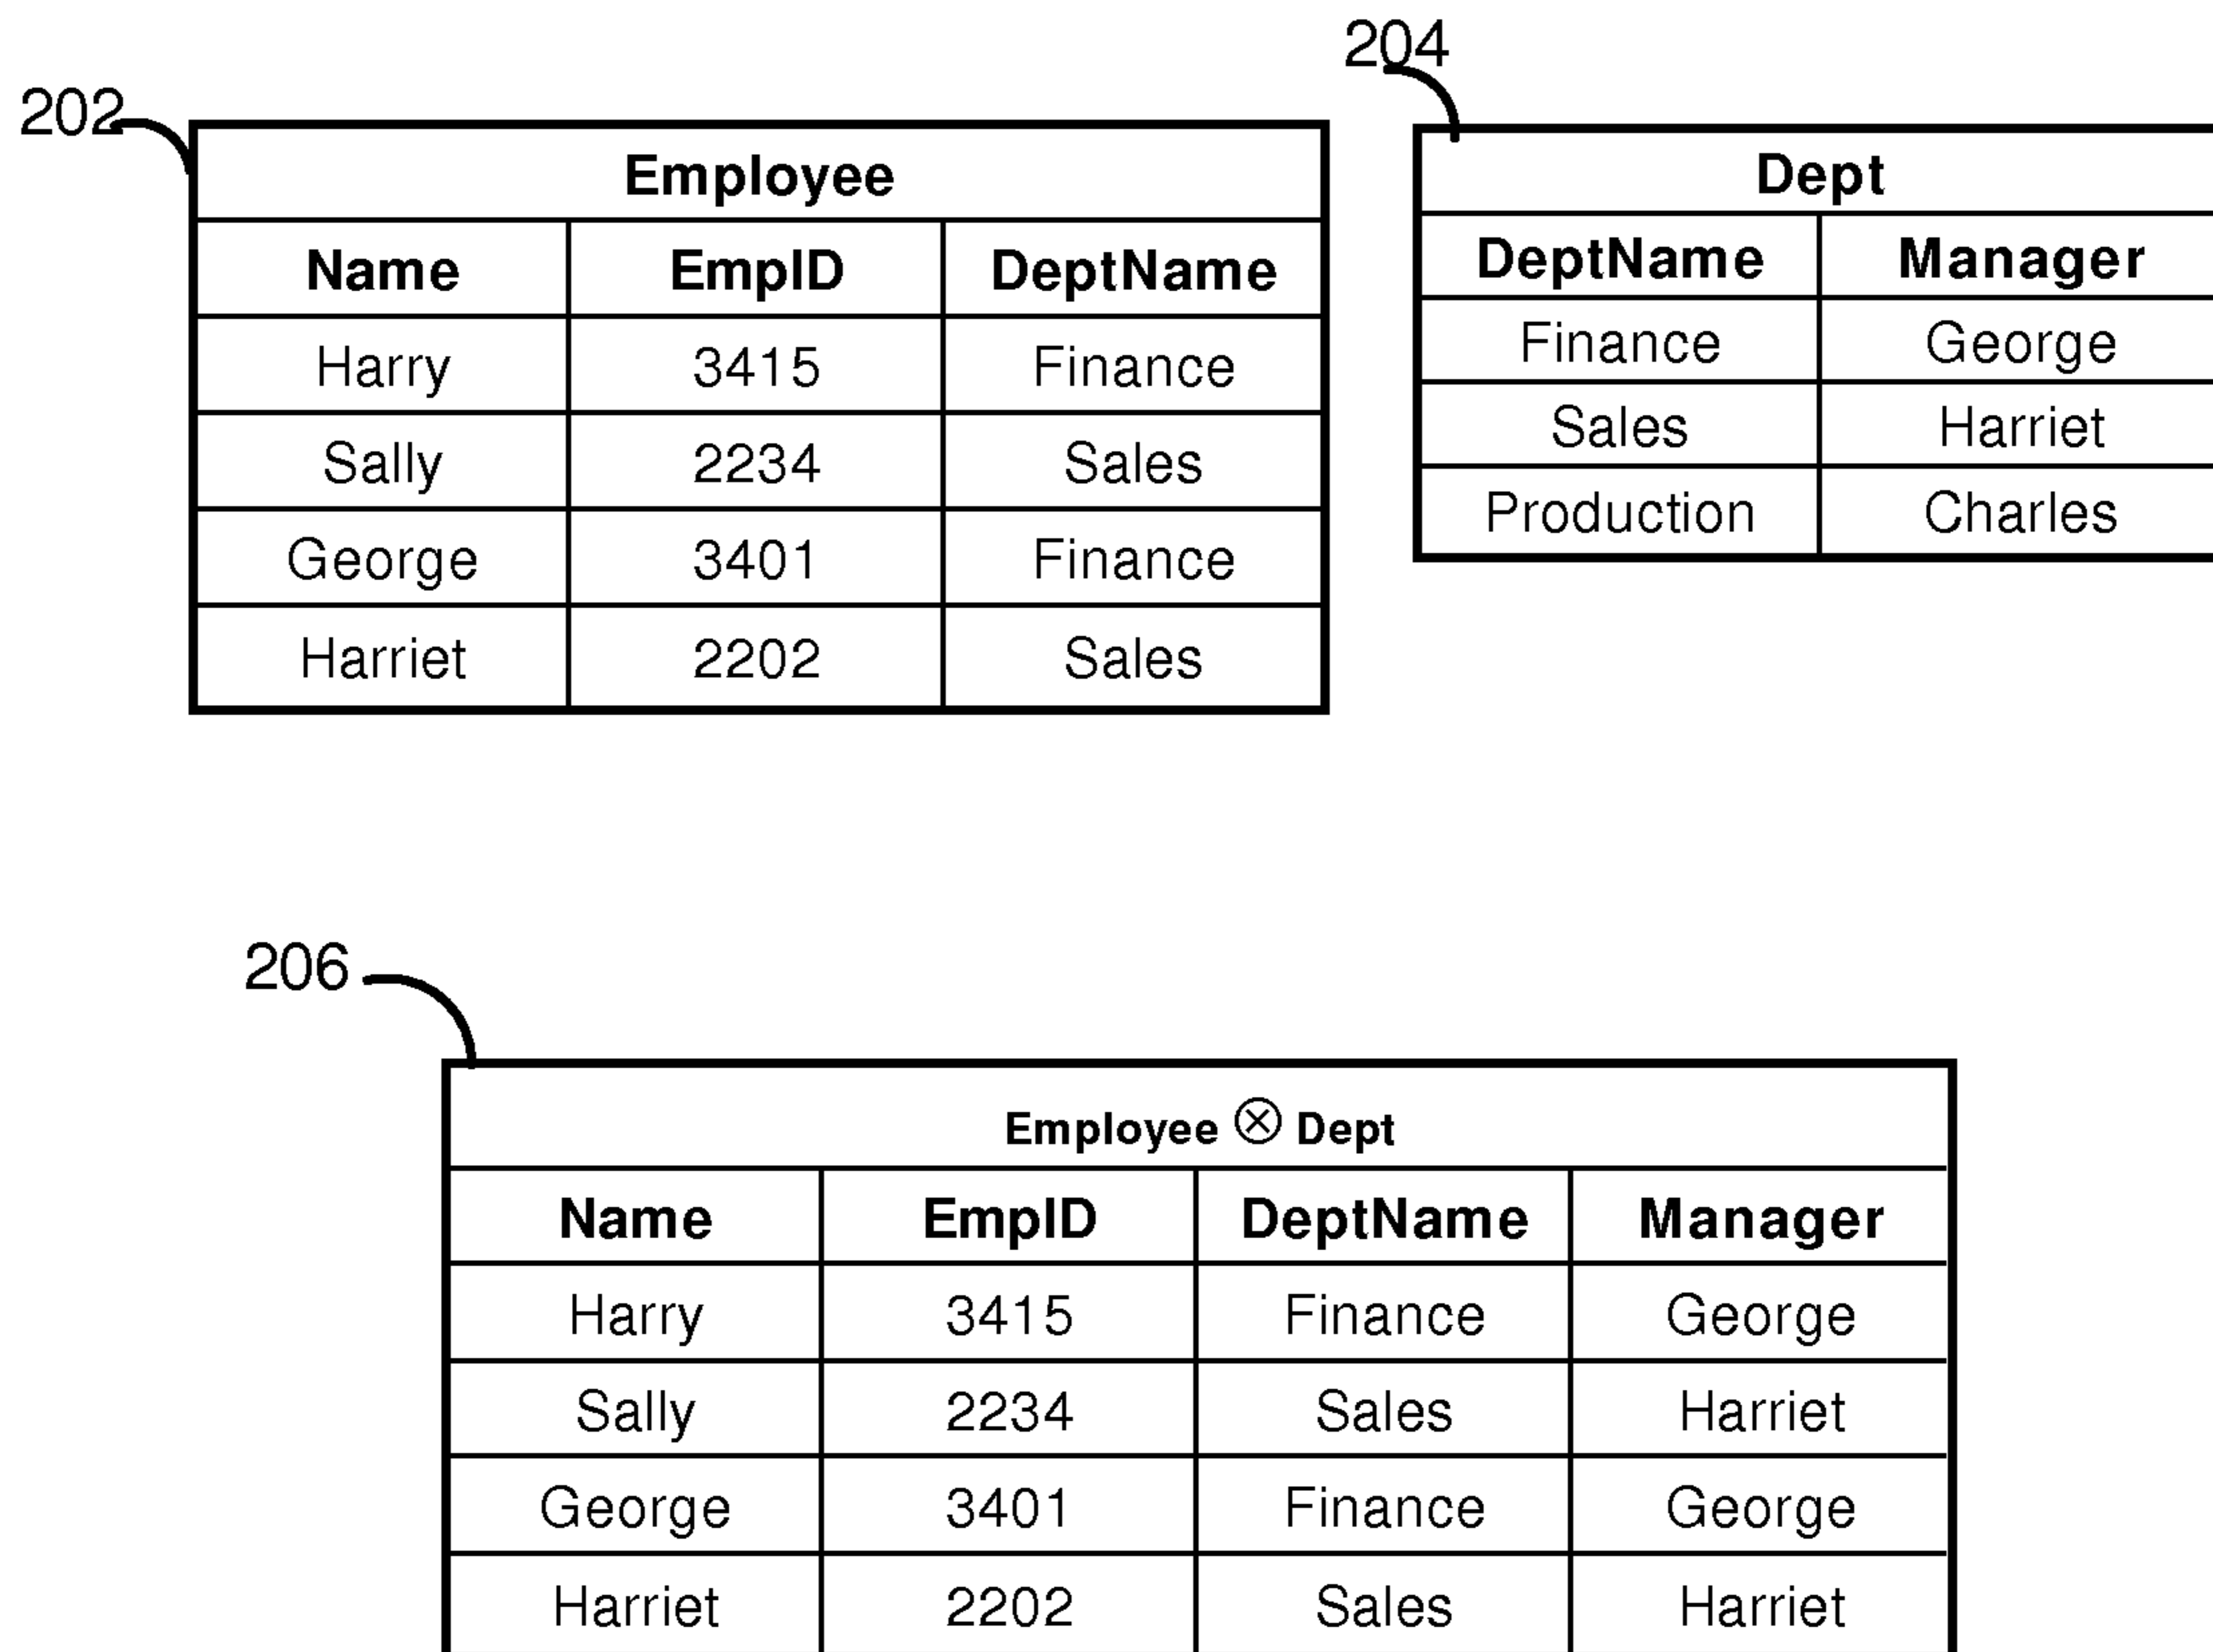 202
Employee
Name EmpID DeptName
Harry 3415 Finance
Sally 2234 Sales
George 3401 Finance
Harriet 2202 Sales
204
Dept
DeptName Manager
Finance George
Sales Harriet
Production Charles
206
Employee ⊗ Dept
Name EmpID DeptName Manager
Harry 3415 Finance George
Sally 2234 Sales Harriet
George 3401 Finance George
Harriet 2202 Sales Harriet